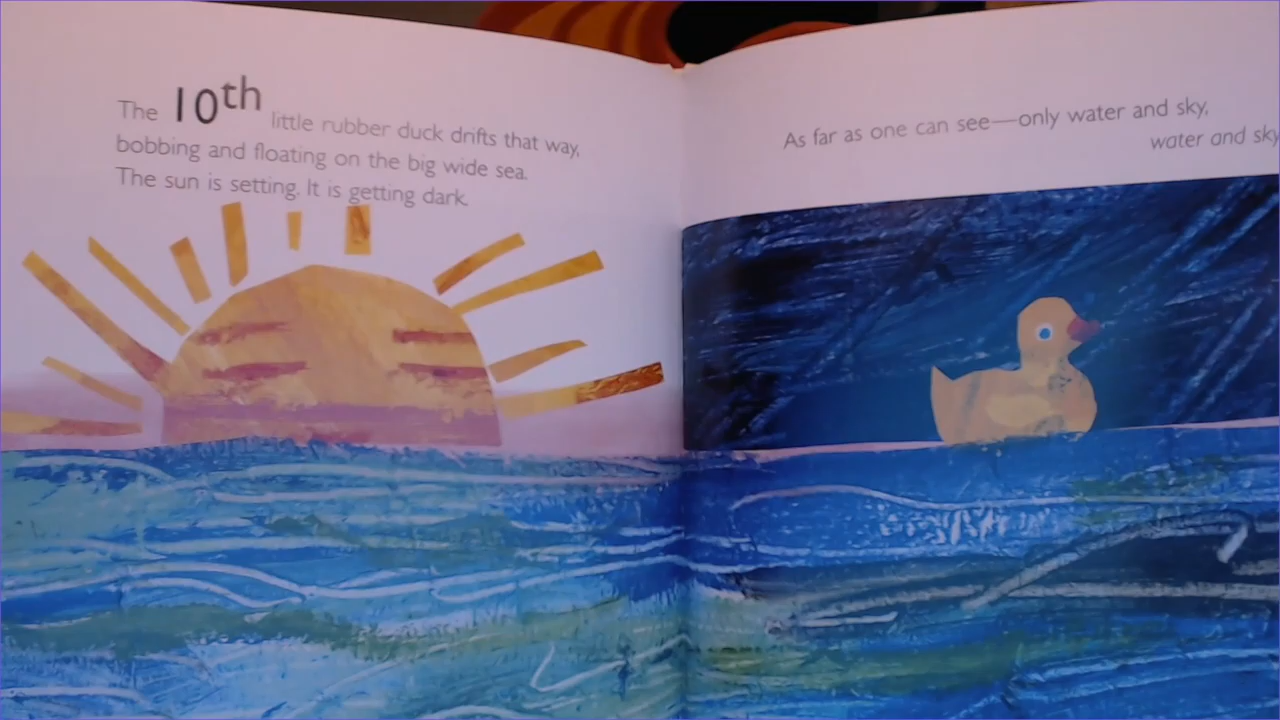 The 10th little rubber duck drifts that way,
bobbing and floating on the big wide sea.
The sun is setting. It is getting dark.
As far as one can see—only water and sky,
water and sky